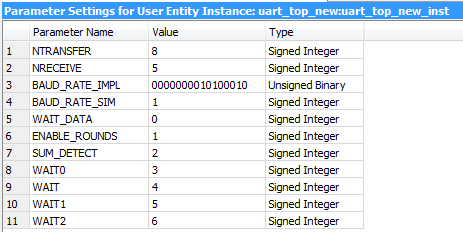 Parameter Settings for User Entity Instance: uart_top_new:uart_top_new_inst
Parameter Name Value Type
1 NTRANSFER 8 Signed Integer
2 NRECEIVE 5 Signed Integer
3 BAUD_RATE_IMPL 0000000010100010 Unsigned Binary
4 BAUD_RATE_SIM 1 Signed Integer
5 WAIT_DATA 0 Signed Integer
6 ENABLE_ROUNDS 1 Signed Integer
7 SUM_DETECT 2 Signed Integer
8 WAIT0 3 Signed Integer
9 WAIT 4 Signed Integer
10 WAIT1 5 Signed Integer
11 WAIT2 6 Signed Integer